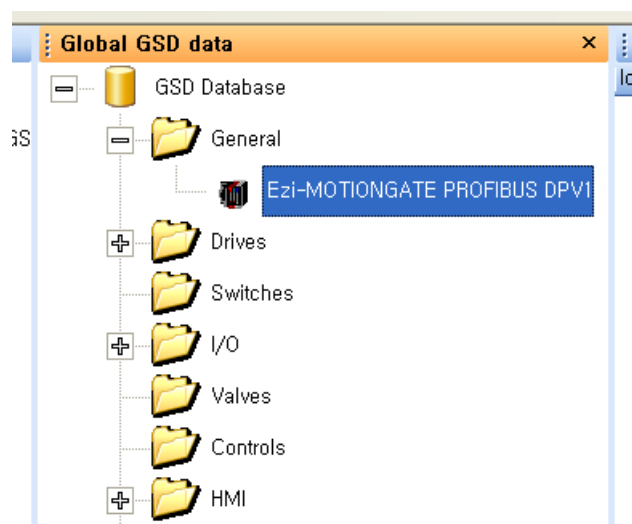 Global GSD data
GSD Database
General
Ezi-MOTIONGATE PROFIBUS DPV1
Drives
Switches
I/O
Valves
Controls
HMI